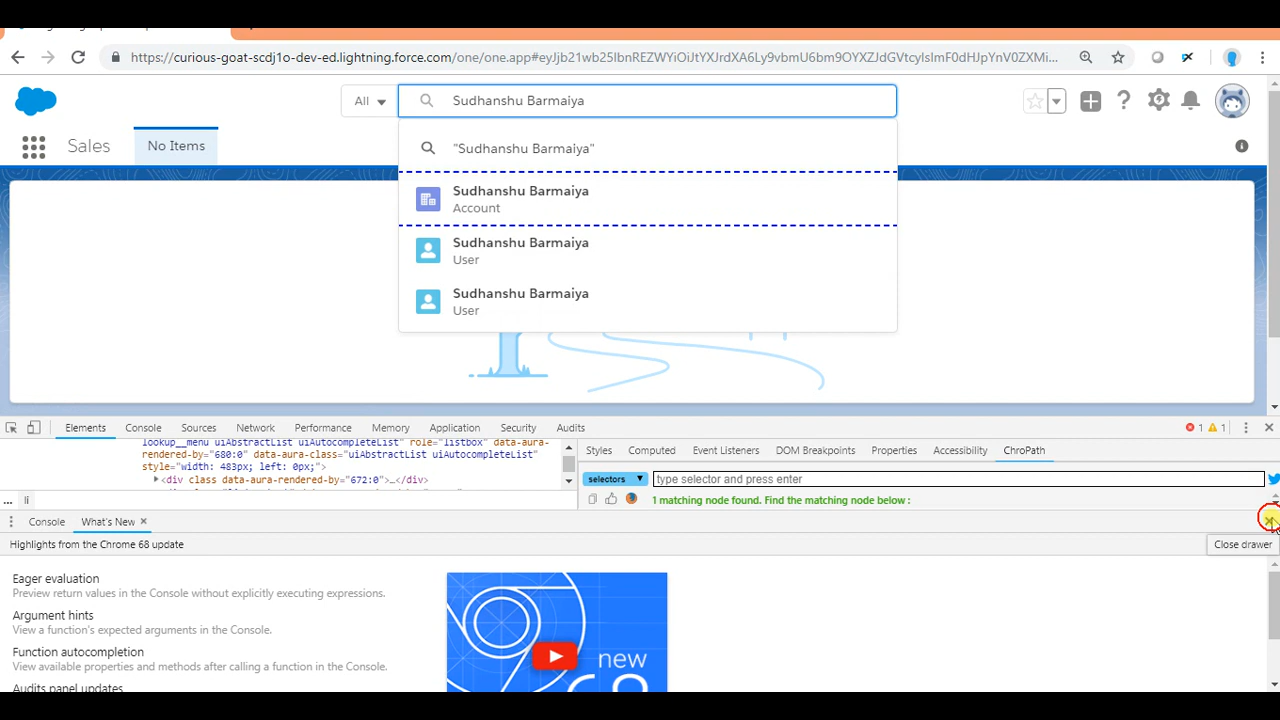 https://curious-goat-scdj1o-dev-ed.lightning.force.com/one/one.app#eyJjb21wb25lbnREZWYiOiJtYXJrdXA6Ly9vbmU6bm9OYXZJdGVtcyIsImF0dHJpYnV0ZXMi...
All
Sudhanshu Barmaiya
Sales
No Items
"Sudhanshu Barmaiya"
Sudhanshu Barmaiya
Account
Sudhanshu Barmaiya
User
Sudhanshu Barmaiya
User
Elements Console Sources Network Performance Memory Application Security Audits
1 1
lookup__menu uiAbstractList uiAutocompleteList" role="listbox" data-aura-
rendered-by="680:0" data-aura-class="uiAbstractList uiAutocompleteList"
style="width: 483px; left: 0px;">
<div class data-aura-rendered-by="672:0">...</div>
... li
Styles Computed Event Listeners DOM Breakpoints Properties Accessibility ChroPath
selectors
type selector and press enter
1 matching node found. Find the matching node below :
Console What's New
Close drawer
Highlights from the Chrome 68 update
Eager evaluation
Preview return values in the Console without explicitly executing expressions.
Argument hints
View a function's expected arguments in the Console.
Function autocompletion
View available properties and methods after calling a function in the Console.
Audits panel updates
new